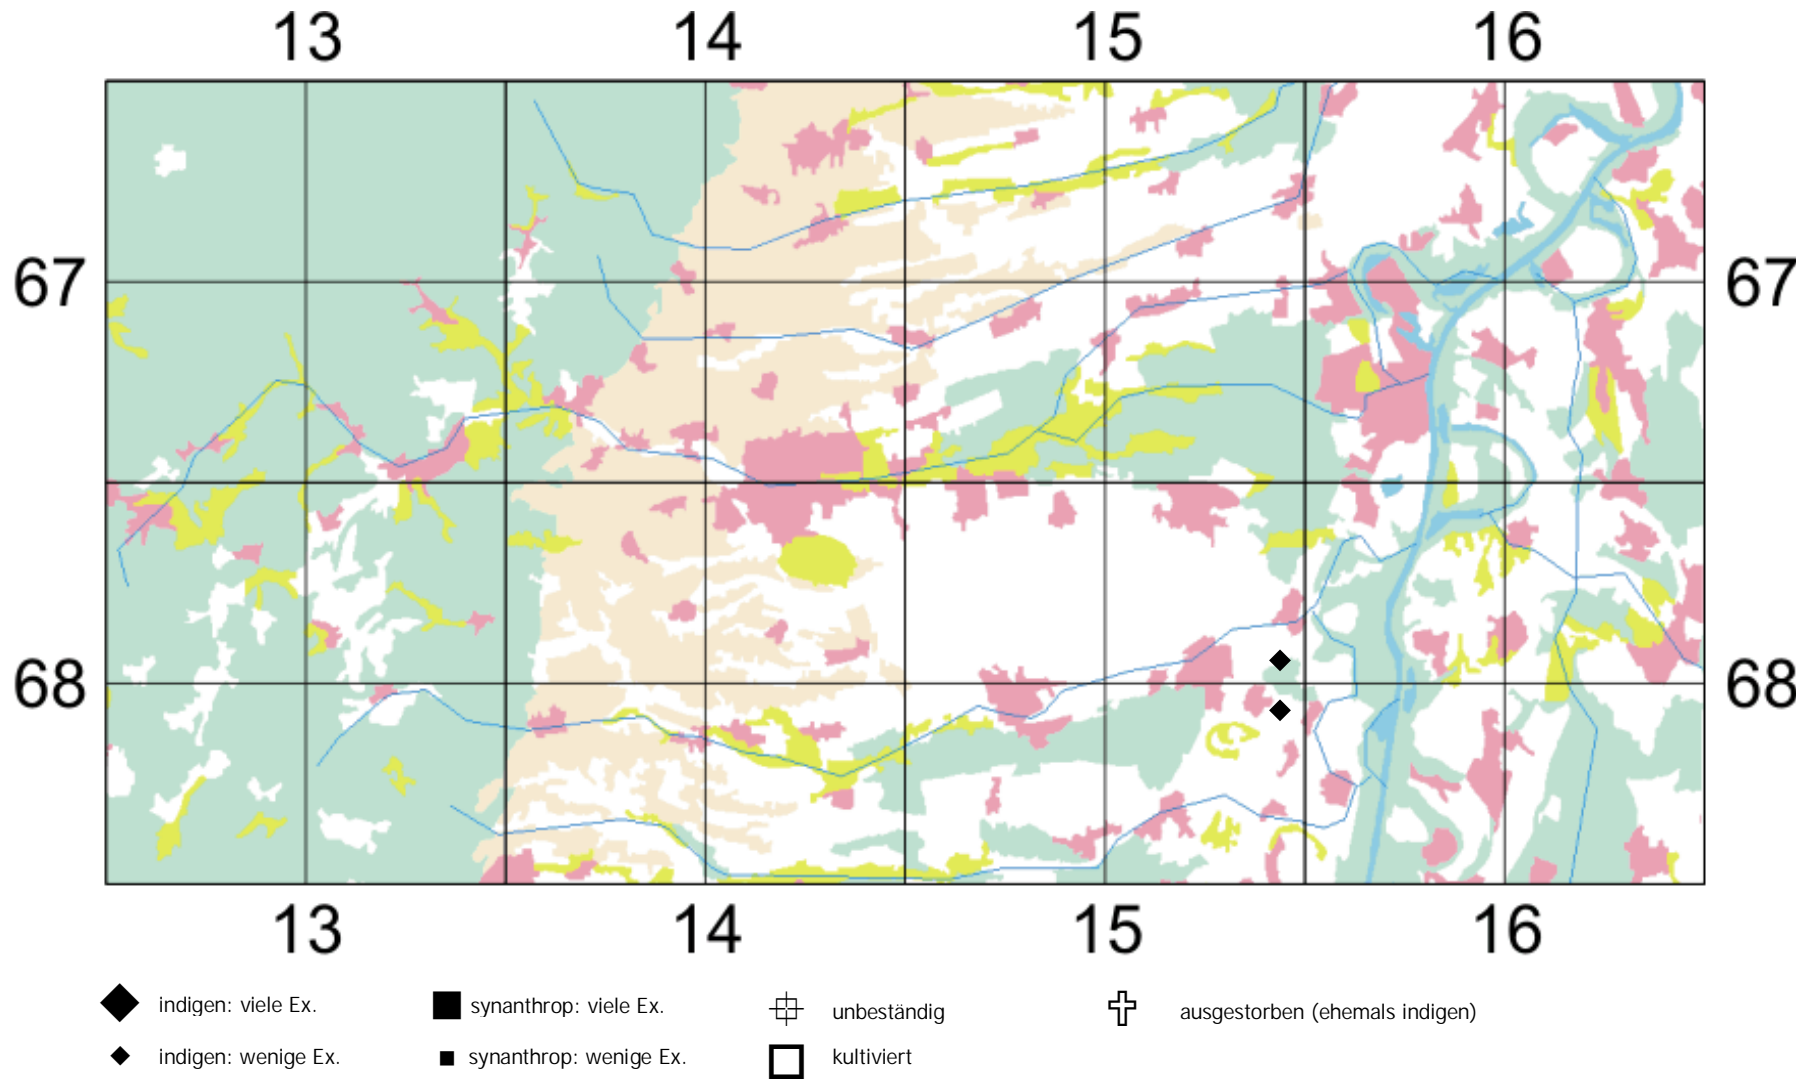 13 14 15 16
67 67
68 68
13 14 15 16
indigen: viele Ex. synanthrop: viele Ex. unbeständig ausgestorben (ehemals indigen)
indigen: wenige Ex. synanthrop: wenige Ex. kultiviert